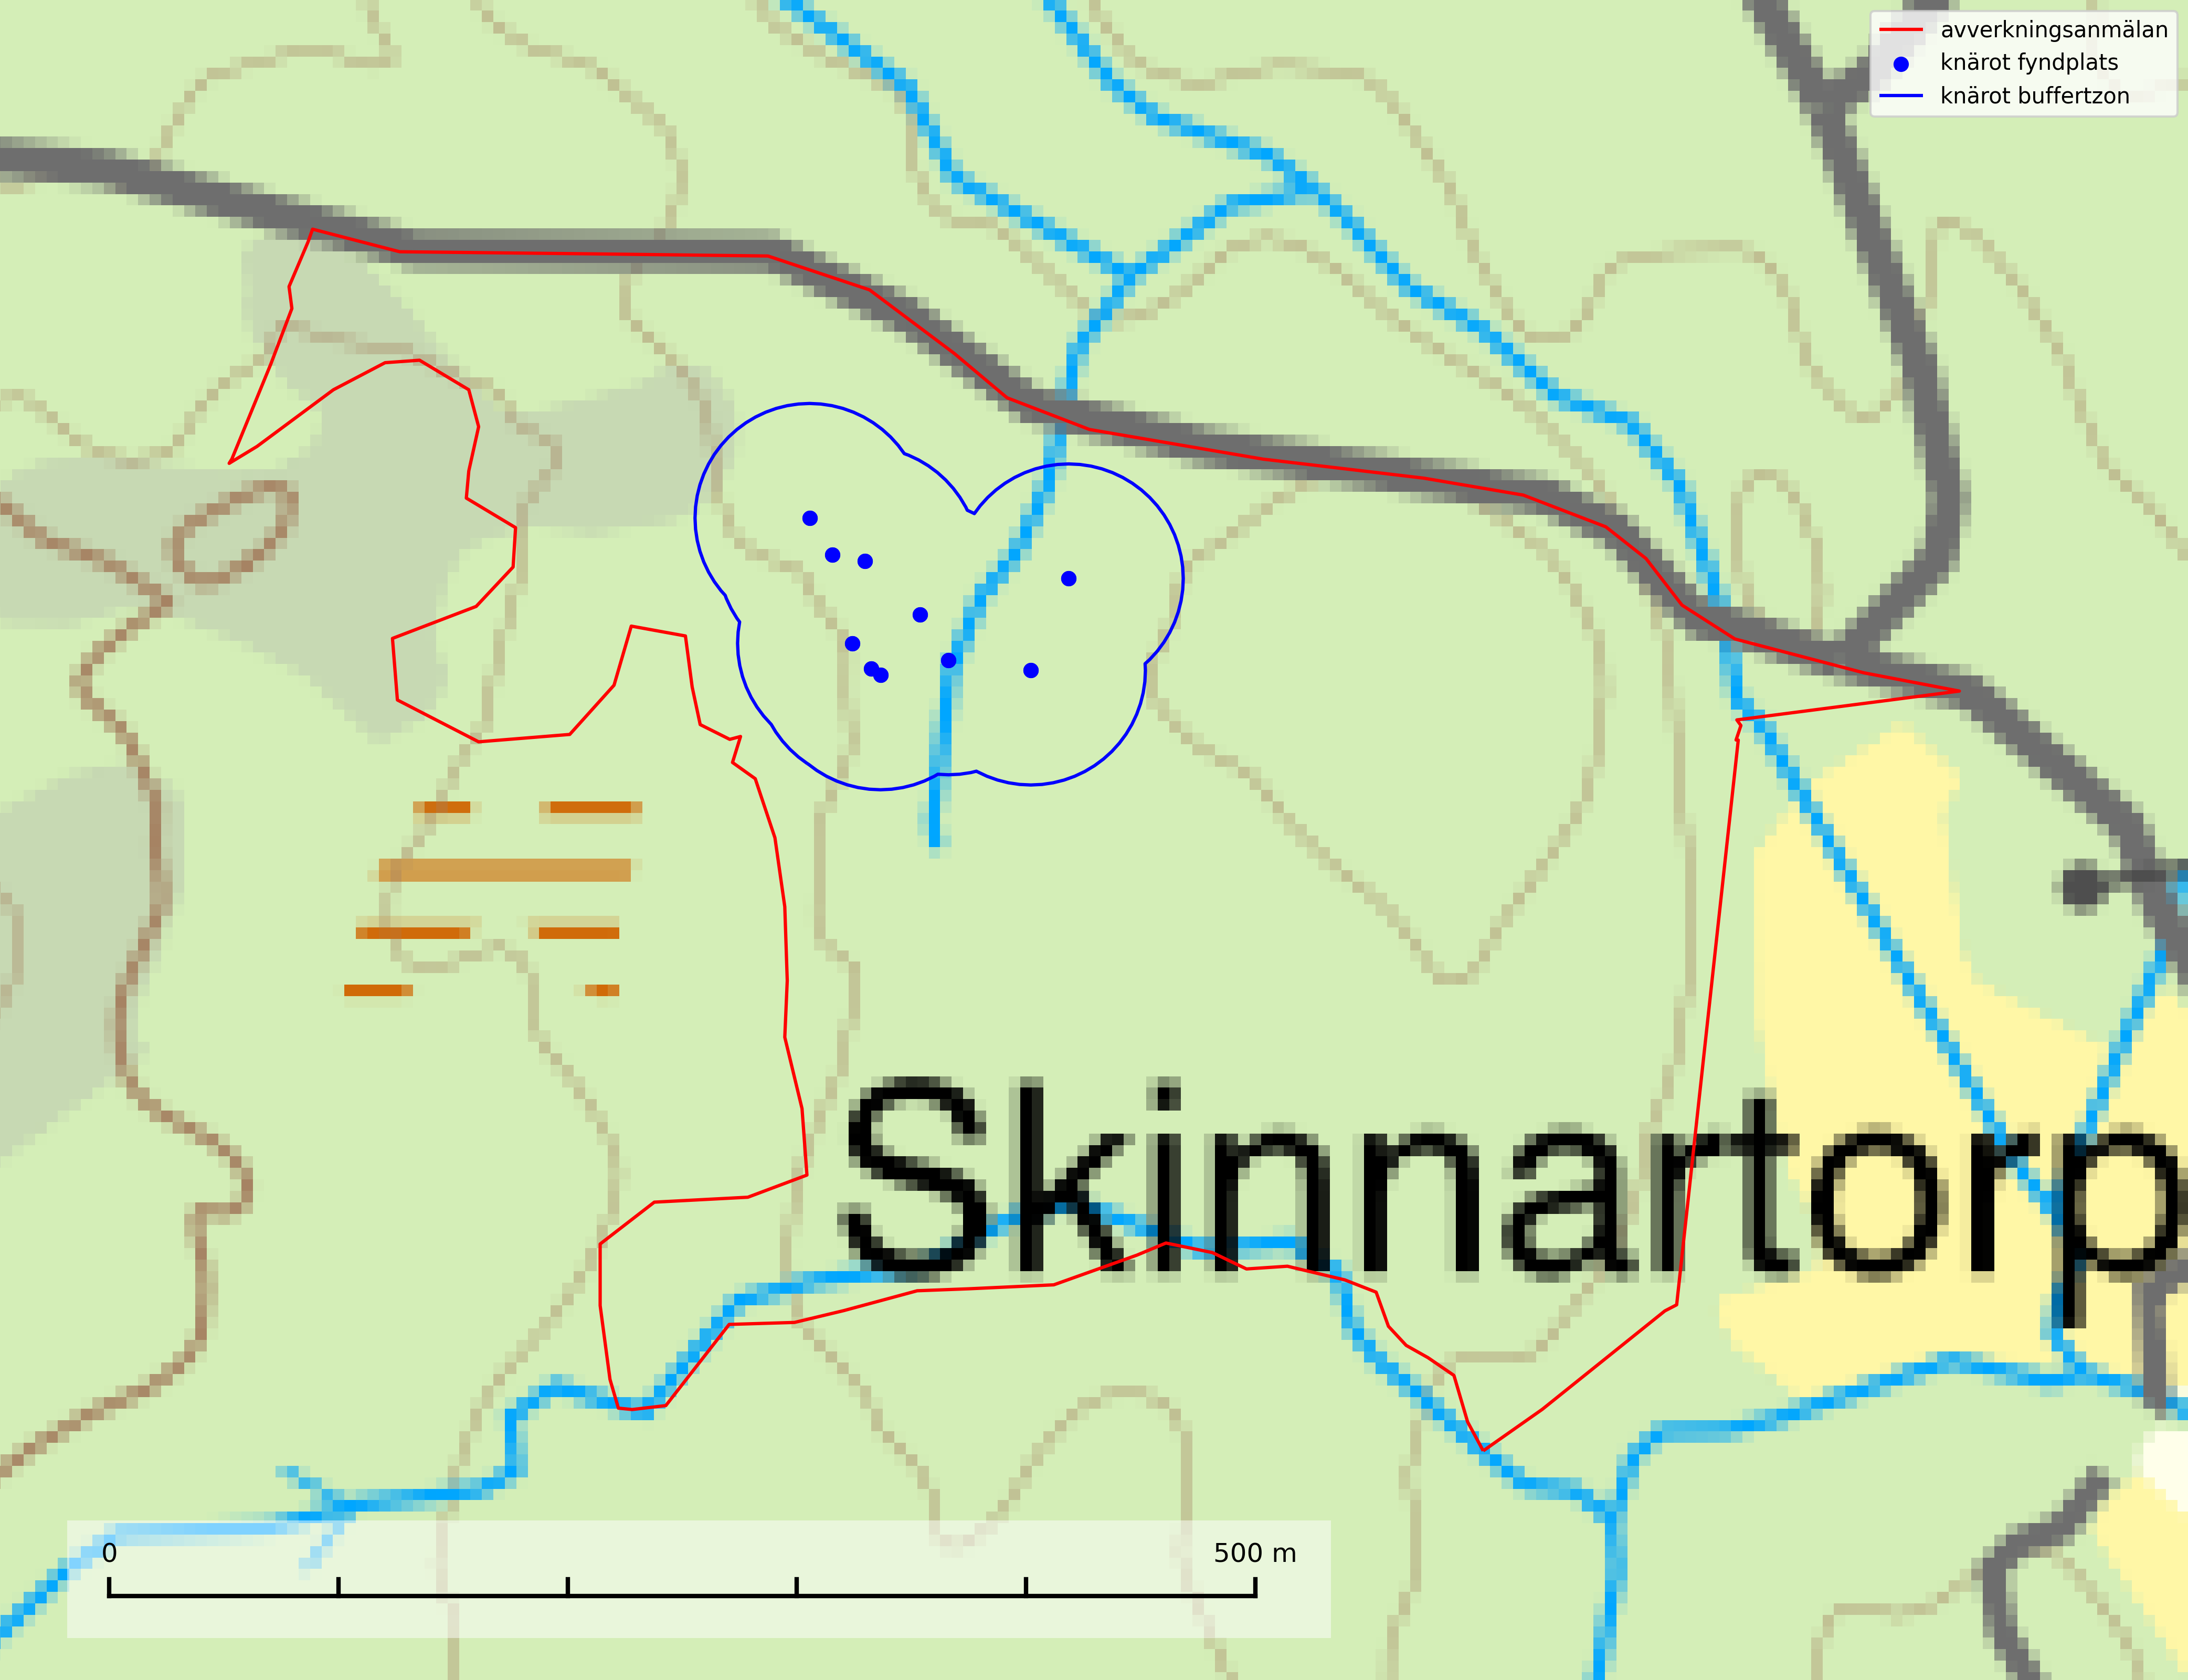 avverkningsanmälan
knärot fyndplats
knärot buffertzon
Skinnartorp
0 500 m